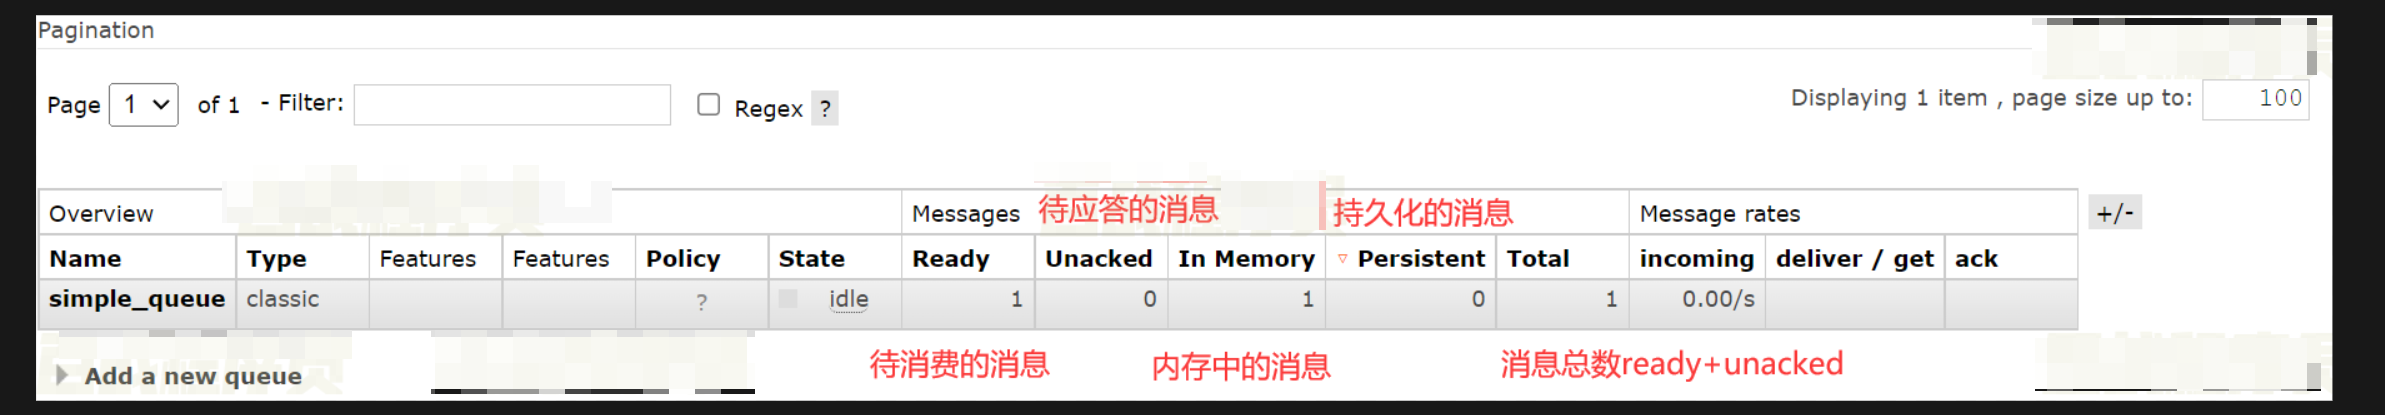 Pagination
Page 1 of 1 - Filter: Regex ? Displaying 1 item , page size up to: 100
Overview Messages 待应答的消息 持久化的消息 Message rates +/-
Name Type Features Features Policy State Ready Unacked In Memory Persistent Total incoming deliver / get ack
simple_queue classic ? idle 1 0 1 0 1 0.00/s
待消费的消息 内存中的消息 消息总数ready+unacked
Add a new queue